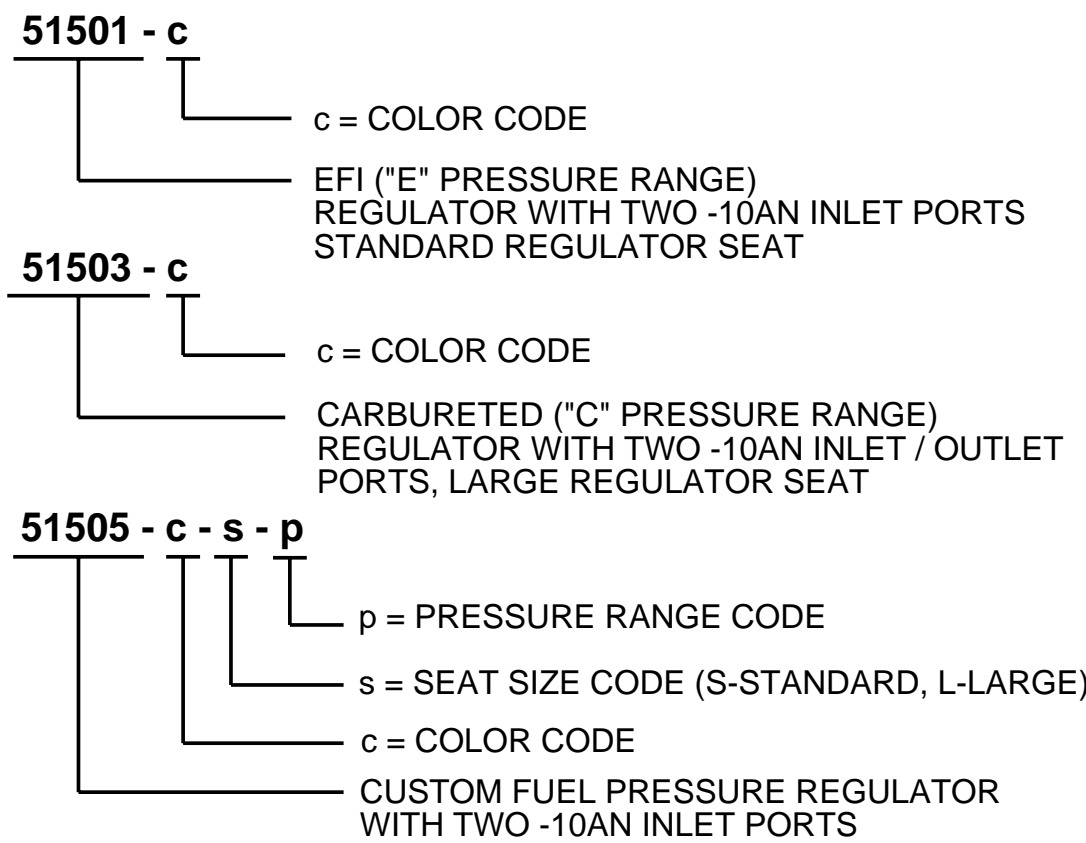 51501 - c
c = COLOR CODE
EFI ("E" PRESSURE RANGE)
REGULATOR WITH TWO -10AN INLET PORTS
STANDARD REGULATOR SEAT
51503 - c
c = COLOR CODE
CARBURETED ("C" PRESSURE RANGE)
REGULATOR WITH TWO -10AN INLET / OUTLET
PORTS, LARGE REGULATOR SEAT
51505 - c - s - p
p = PRESSURE RANGE CODE
s = SEAT SIZE CODE (S-STANDARD, L-LARGE)
c = COLOR CODE
CUSTOM FUEL PRESSURE REGULATOR
WITH TWO -10AN INLET PORTS